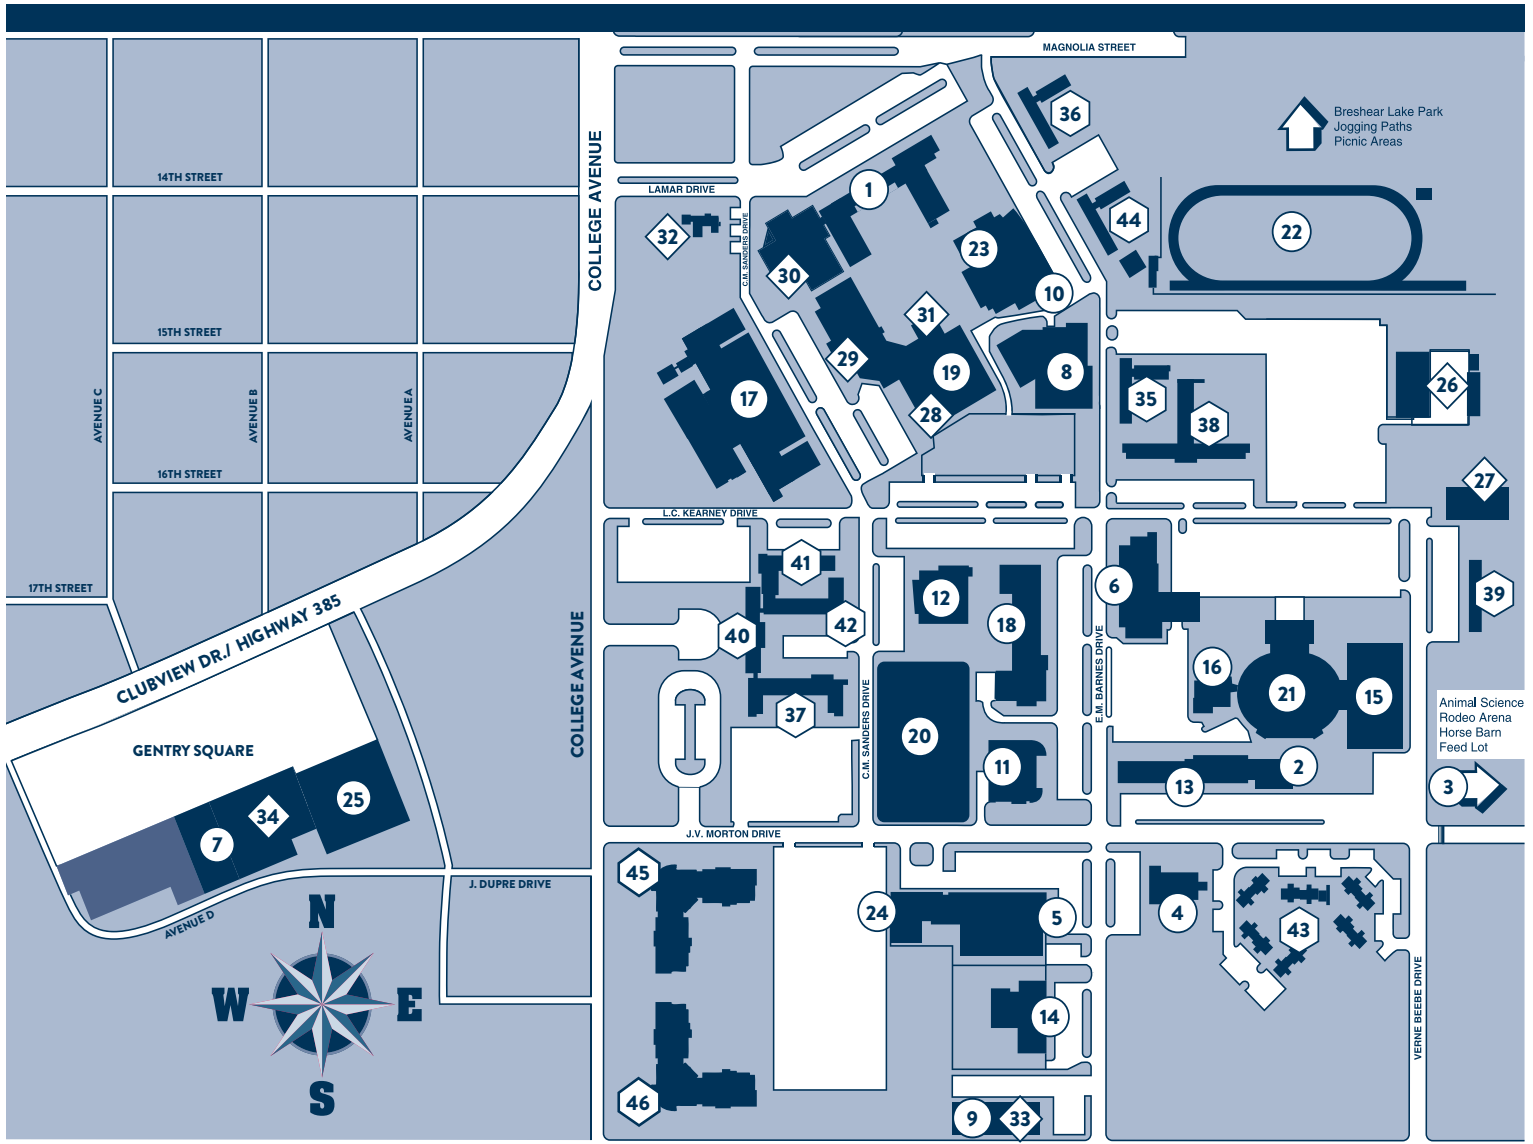 MAGNOLIA STREET
36
Breshear Lake Park
Jogging Paths
Picnic Areas
COLLEGE AVENUE
14TH STREET
LAMAR DRIVE
1
32
C.M. SANDERS DRIVE
44
22
23
30
10
31
15TH STREET
29
19
8
17
35
26
28
38
AVENUE C
AVENUE B
AVENUE A
16TH STREET
27
L.C. KEARNEY DRIVE
41
6
17TH STREET
12
39
CLUBVIEW DR./ HIGHWAY 385
40
42
18
E.M. BARNES DRIVE
16
COLLEGE AVENUE
21
15
37
C.M. SANDERS DRIVE
20
Animal Science
Rodeo Arena
Horse Barn
Feed Lot
GENTRY SQUARE
11
2
13
3
25
34
7
J.V. MORTON DRIVE
45
J. DUPRE DRIVE
24
5
4
43
AVENUE D
N
W
E
S
VERNE BEEBE DRIVE
14
46
9
33